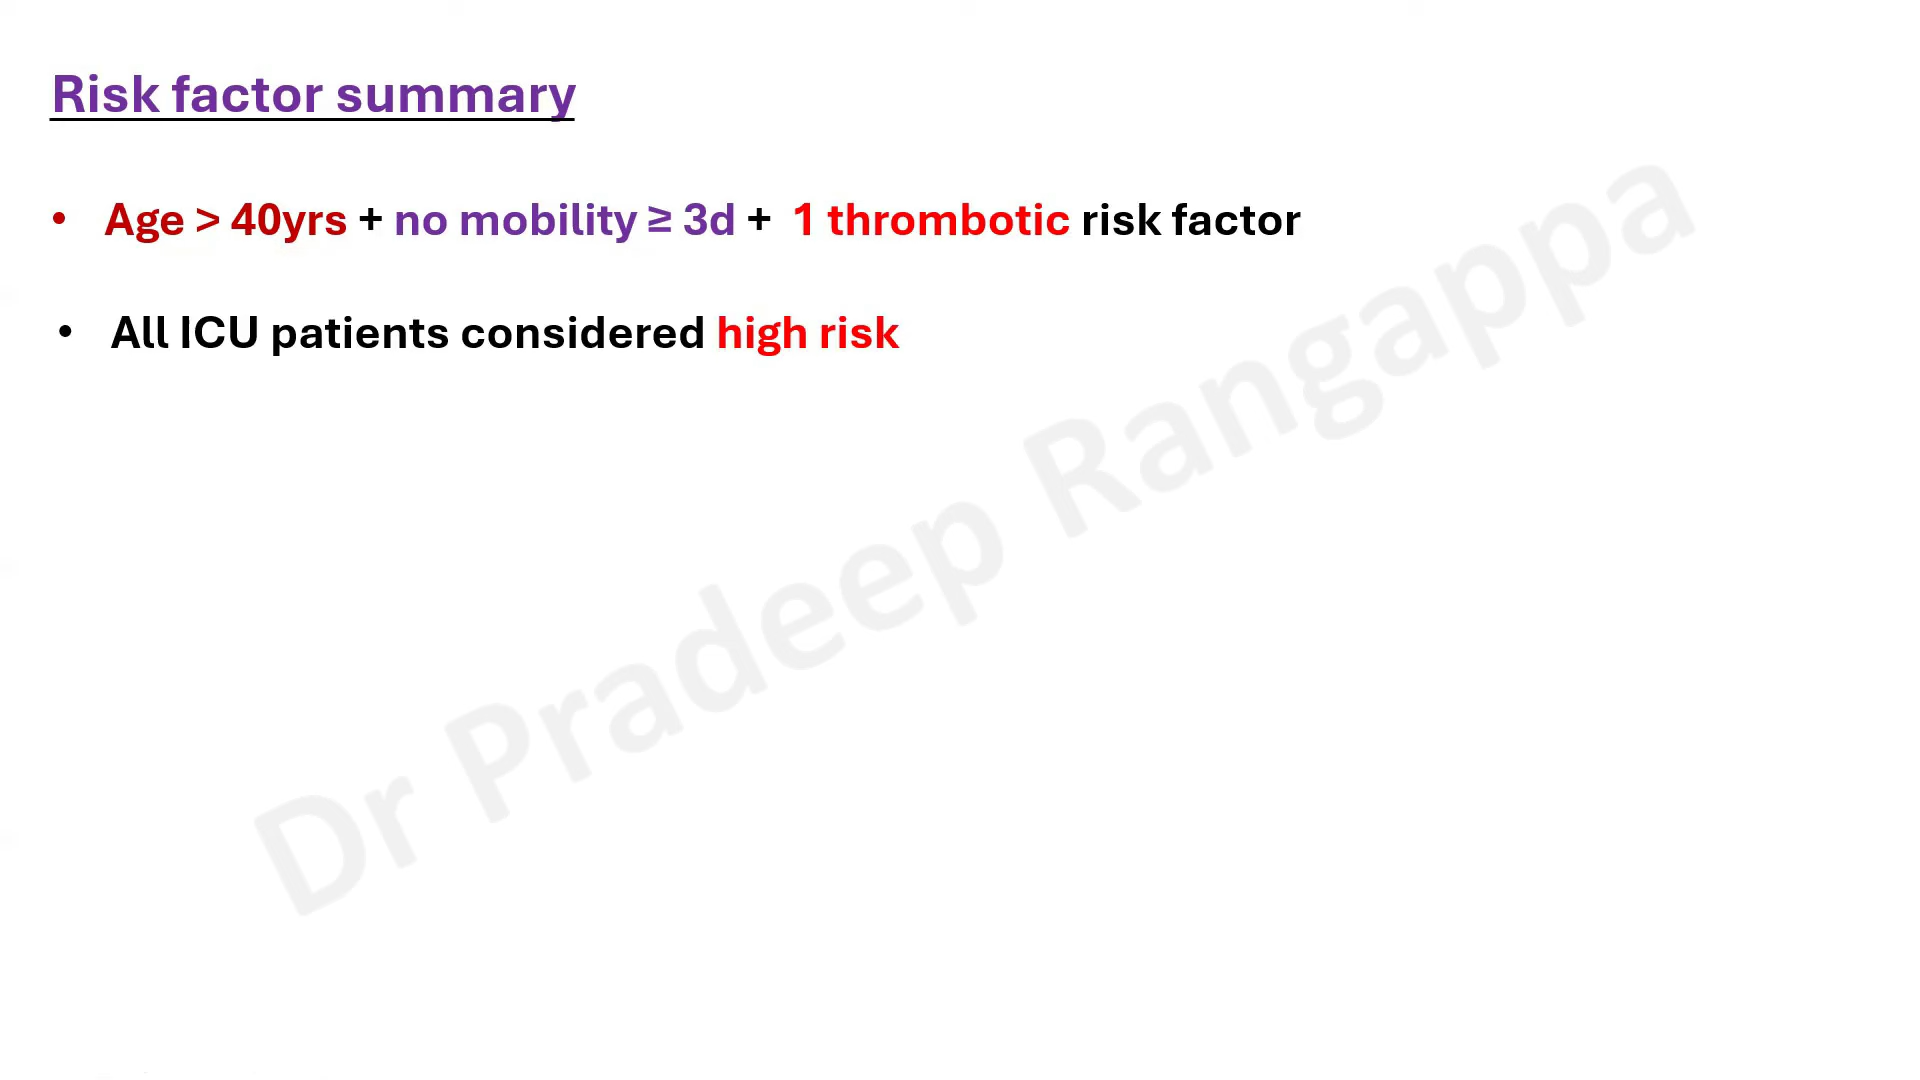 Risk factor summary
• Age > 40yrs + no mobility ≥ 3d + 1 thrombotic risk factor
• All ICU patients considered high risk
Dr Pradeep Rangappa